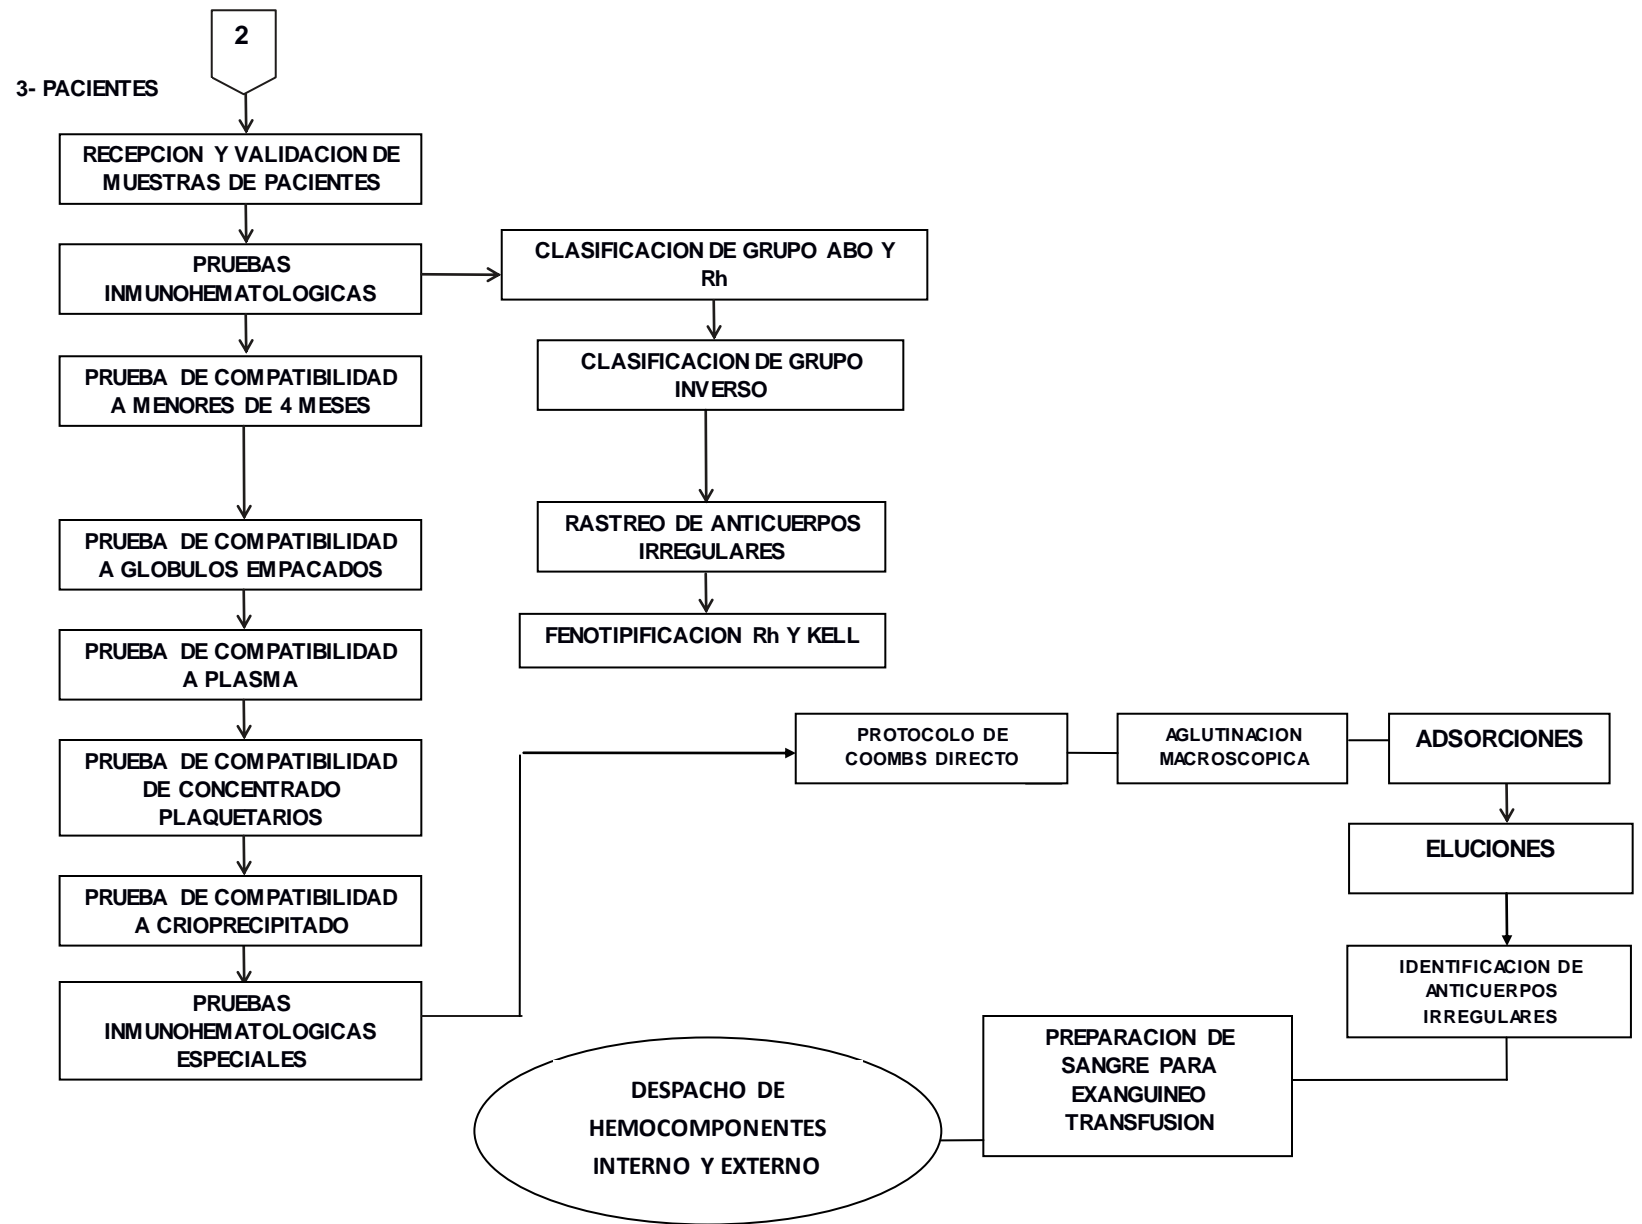 2
3- PACIENTES
RECEPCION Y VALIDACION DE
MUESTRAS DE PACIENTES
PRUEBAS
INMUNOHEMATOLOGICAS
PRUEBA DE COMPATIBILIDAD
A MENORES DE 4 MESES
PRUEBA DE COMPATIBILIDAD
A GLOBULOS EMPACADOS
PRUEBA DE COMPATIBILIDAD
A PLASMA
PRUEBA DE COMPATIBILIDAD
DE CONCENTRADO
PLAQUETARIOS
PRUEBA DE COMPATIBILIDAD
A CRIOPRECIPITADO
PRUEBAS
INMUNOHEMATOLOGICAS
ESPECIALES
CLASIFICACION DE GRUPO ABO Y
Rh
CLASIFICACION DE GRUPO
INVERSO
RASTREO DE ANTICUERPOS
IRREGULARES
FENOTIPIFICACION Rh Y KELL
PROTOCOLO DE
COOMBS DIRECTO
AGLUTINACION
MACROSCOPICA
ADSORCIONES
ELUCIONES
IDENTIFICACION DE
ANTICUERPOS
IRREGULARES
PREPARACION DE
SANGRE PARA
EXANGUINEO
TRANSFUSION
DESPACHO DE
HEMOCOMPONENTES
INTERNO Y EXTERNO